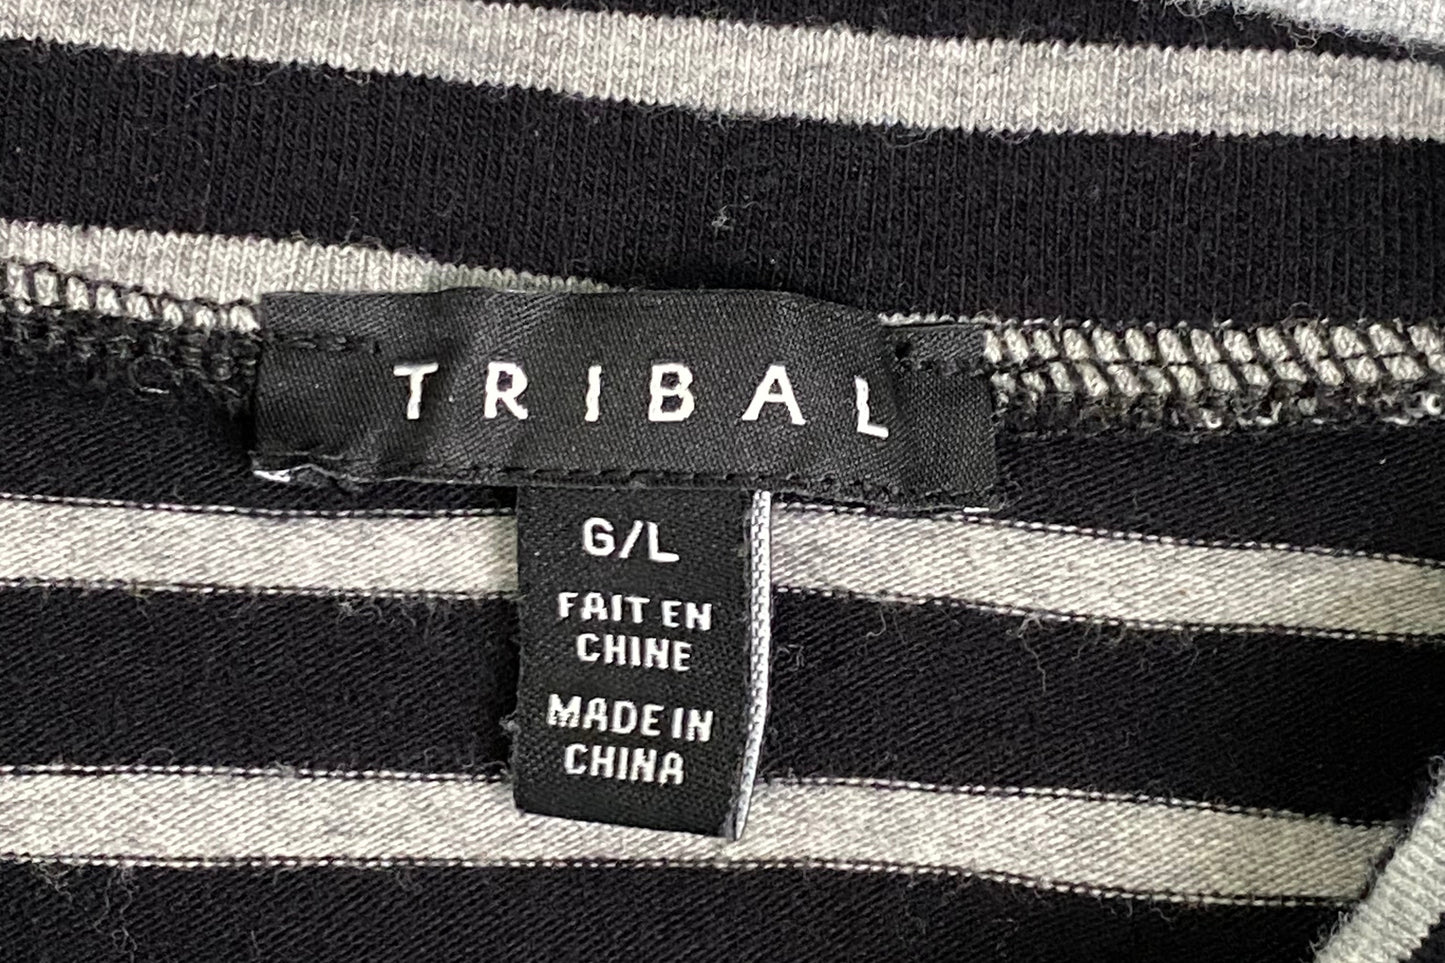 TRIBAL
G/L
FAIT EN
CHINE
MADE IN
CHINA